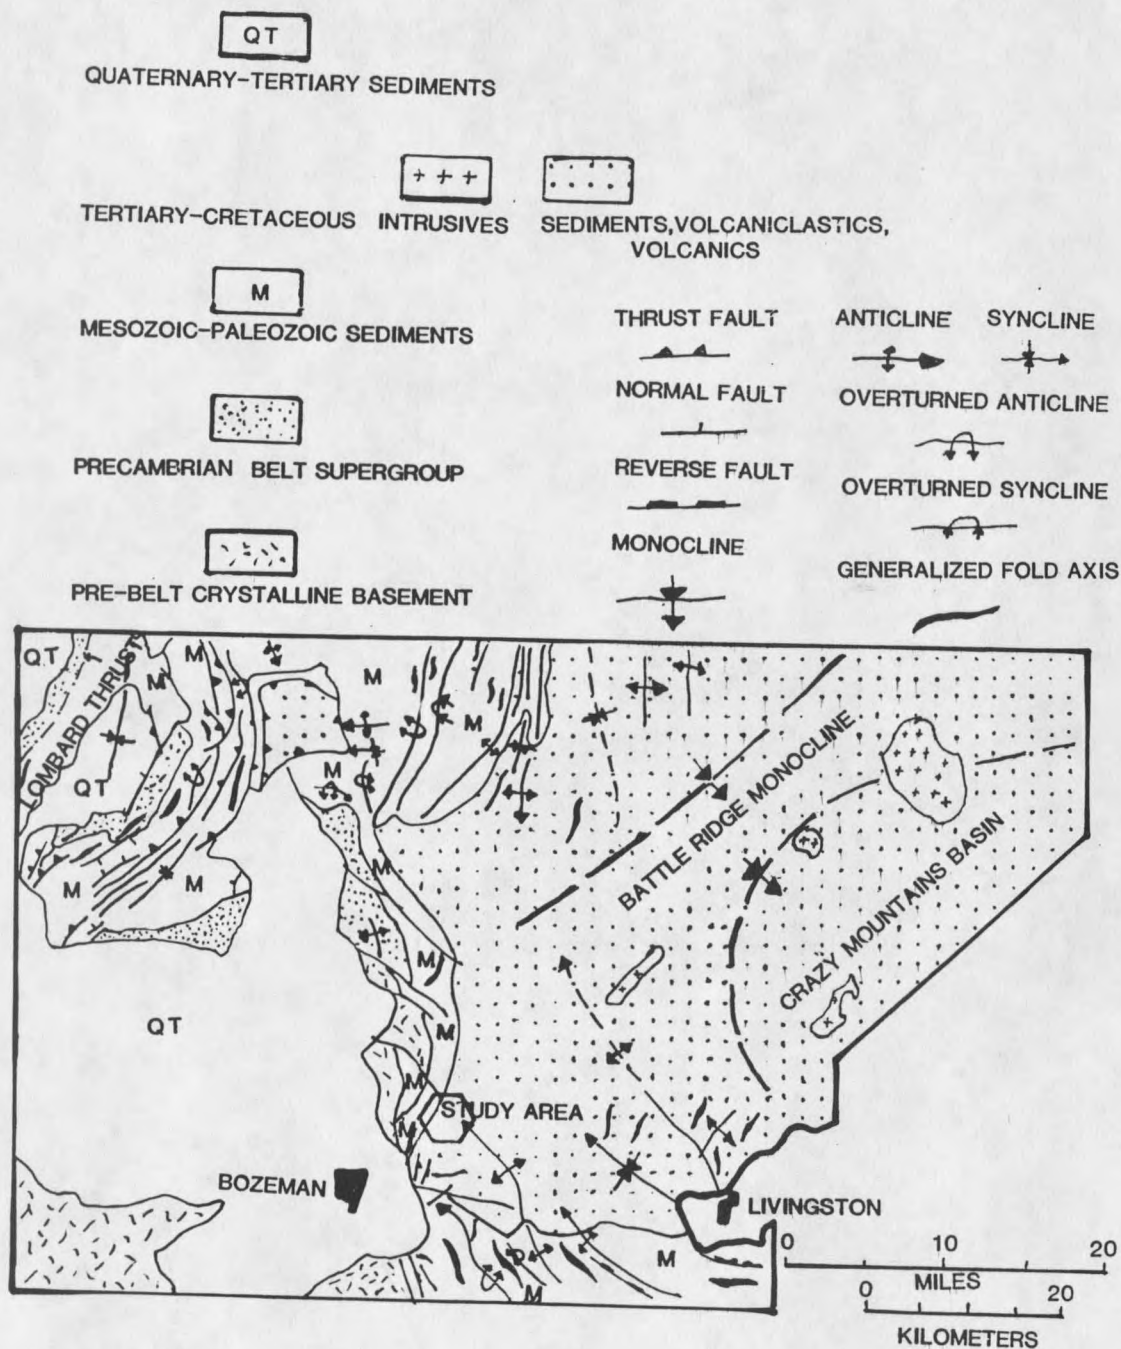 QT
QUATERNARY-TERTIARY SEDIMENTS
TERTIARY-CRETACEOUS INTRUSIVES SEDIMENTS, VOLCANICLASTICS,
VOLCANICS
M
MESOZOIC-PALEOZOIC SEDIMENTS
THRUST FAULT ANTICLINE SYNCLINE
NORMAL FAULT OVERTURNED ANTICLINE
PRECAMBRIAN BELT SUPERGROUP
REVERSE FAULT OVERTURNED SYNCLINE
MONOCLINE
GENERALIZED FOLD AXIS
PRE-BELT CRYSTALLINE BASEMENT
QT
LOMBARD THRUST
M
M
M
M
QT
M
M
M
M
BATTLE RIDGE MONOCLINE
CRAZY MOUNTAINS BASIN
M
QT
M
M
M
STUDY AREA
BOZEMAN
LIVINGSTON
M
M
0 10 20
MILES
0 20
KILOMETERS